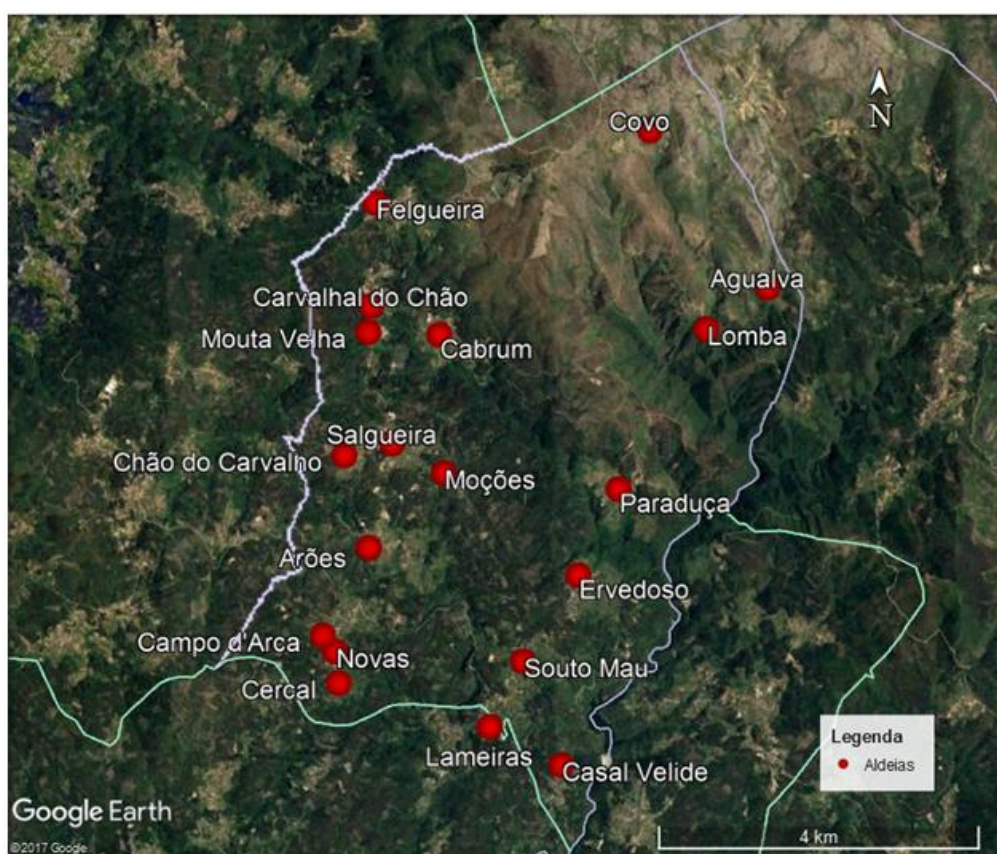 Covo
N
Felgueira
Agualva
Carvalhal do Chão
Lomba
Mouta Velha
Cabrum
Salgueira
Chão do Carvalho
Moções
Paraduça
Arões
Ervedoso
Campo d'Arca
Novas
Souto Mau
Cercal
Lameiras
Casal Velide
Legenda
Aldeias
Google Earth
©2017 Google
4 km